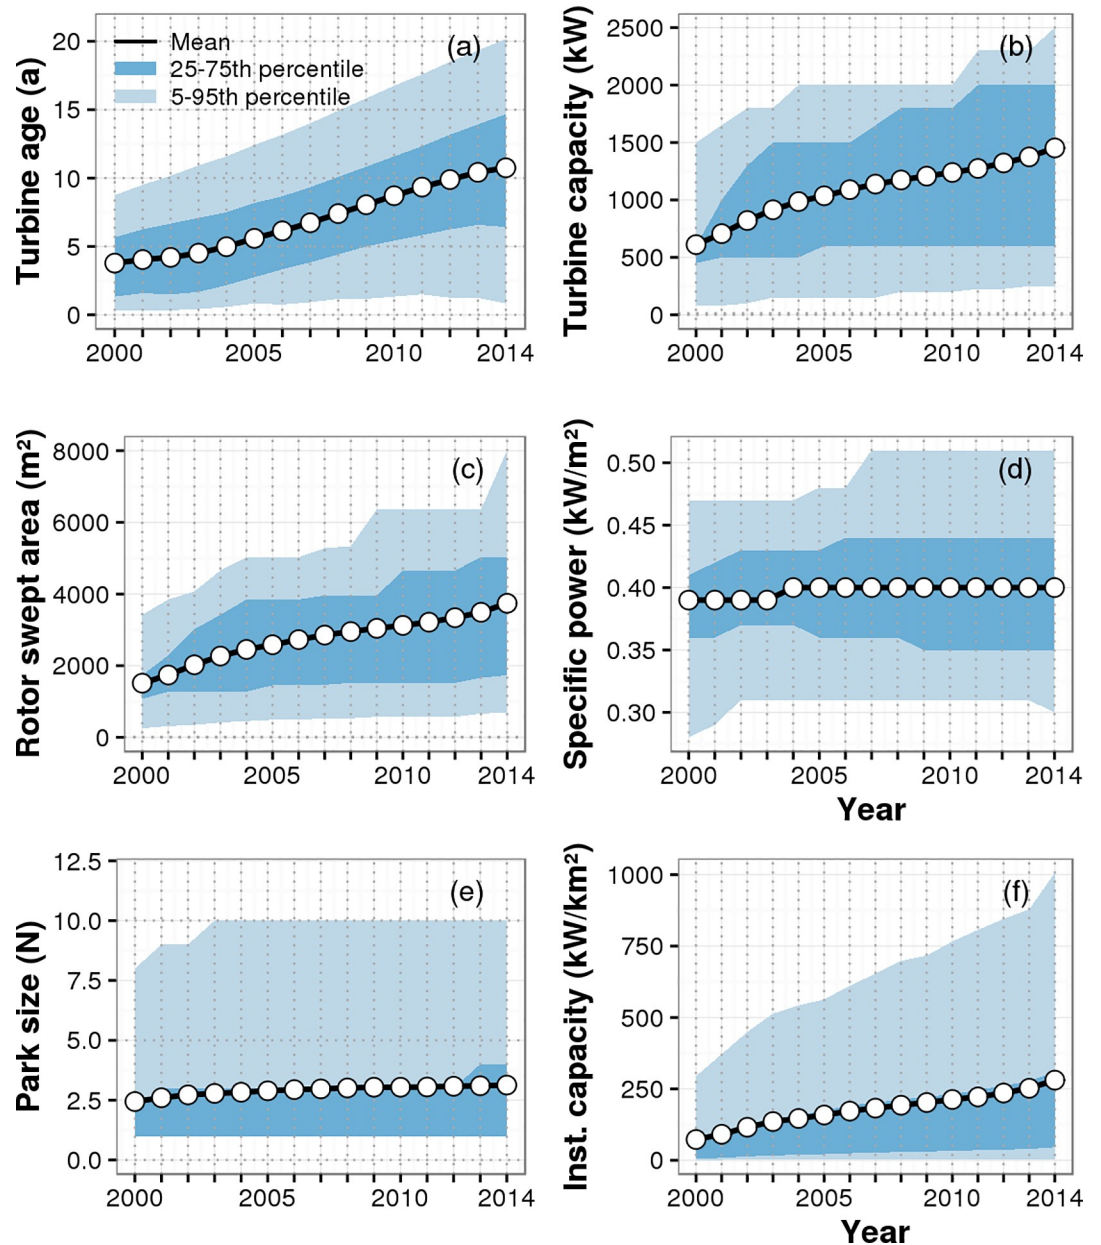 Turbine age (a)
20
15
10
5
0
Mean
25-75th percentile
5-95th percentile
(a)
2000 2005 2010 2014
Turbine capacity (kW)
2500
2000
1500
1000
500
0
(b)
2000 2005 2010 2014
Rotor swept area (m²)
8000
6000
4000
2000
0
(c)
2000 2005 2010 2014
Specific power (kW/m²)
0.50
0.45
0.40
0.35
0.30
(d)
2000 2005 2010 2014
Year
Park size (N)
12.5
10.0
7.5
5.0
2.5
0.0
(e)
2000 2005 2010 2014
Inst. capacity (kW/km²)
1000
750
500
250
0
(f)
2000 2005 2010 2014
Year